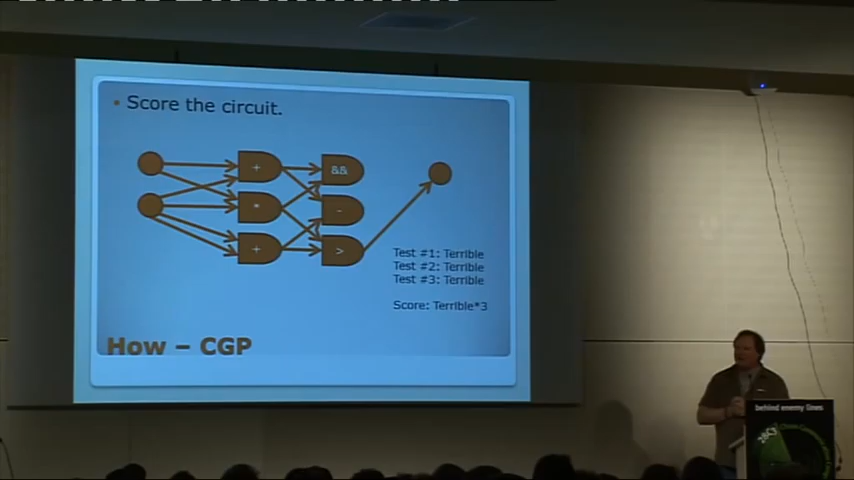 Score the circuit.
+
&&
*
-
+
>
Test #1: Terrible
Test #2: Terrible
Test #3: Terrible
Score: Terrible*3
How – CGP
behind enemy lines
28C3